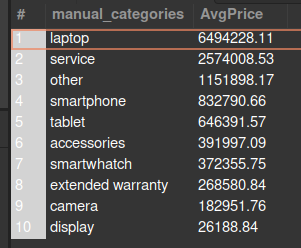 # manual_categories AvgPrice
1 laptop 6494228.11
2 service 2574008.53
3 other 1151898.17
4 smartphone 832790.66
5 tablet 646391.57
6 accessories 391997.09
7 smartwhatch 372355.75
8 extended warranty 268580.84
9 camera 182951.76
10 display 26188.84